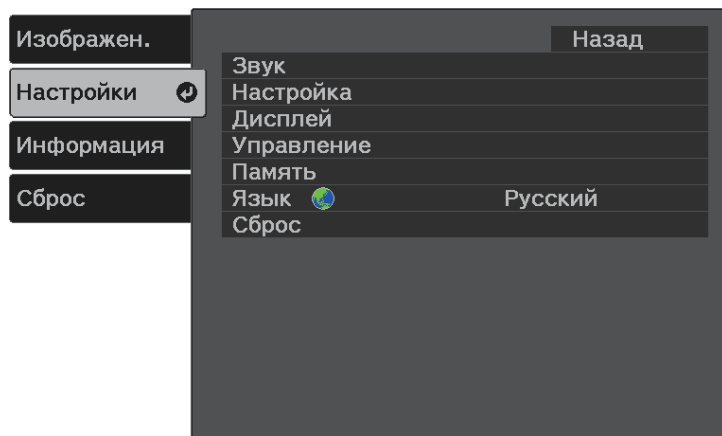 Изображен.
Настройки
Информация
Сброс
Назад
Звук
Настройка
Дисплей
Управление
Память
Язык Русский
Сброс